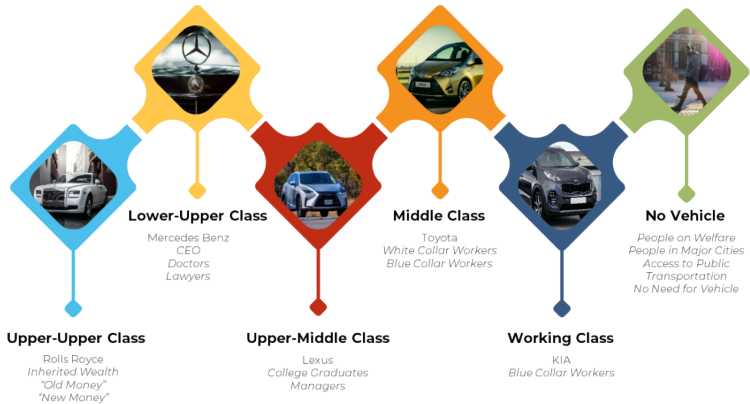 Upper-Upper Class
Rolls Royce
Inherited Wealth
“Old Money”
“New Money”
Lower-Upper Class
Mercedes Benz
CEO
Doctors
Lawyers
Upper-Middle Class
Lexus
College Graduates
Managers
Middle Class
Toyota
White Collar Workers
Blue Collar Workers
Working Class
KIA
Blue Collar Workers
No Vehicle
People on Welfare
People in Major Cities
Access to Public
Transportation
No Need for Vehicle